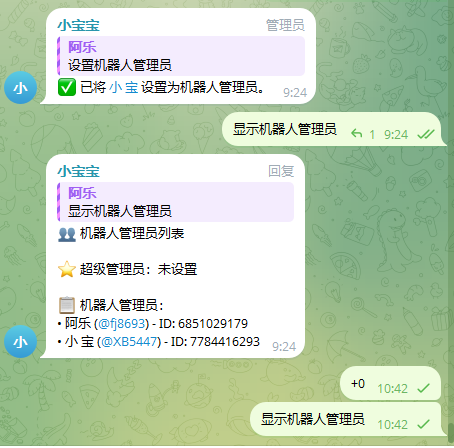 小宝宝 管理员
阿乐
设置机器人管理员
✅ 已将 小 宝 设置为机器人管理员。 9:24
小
显示机器人管理员 1 9:24
小宝宝 回复
阿乐
显示机器人管理员
👥 机器人管理员列表
⭐ 超级管理员：未设置
📋 机器人管理员：
• 阿乐 (@fj8693) - ID: 6851029179
• 小 宝 (@XB5447) - ID: 7784416293 9:24
小
+0 10:42
显示机器人管理员 10:42